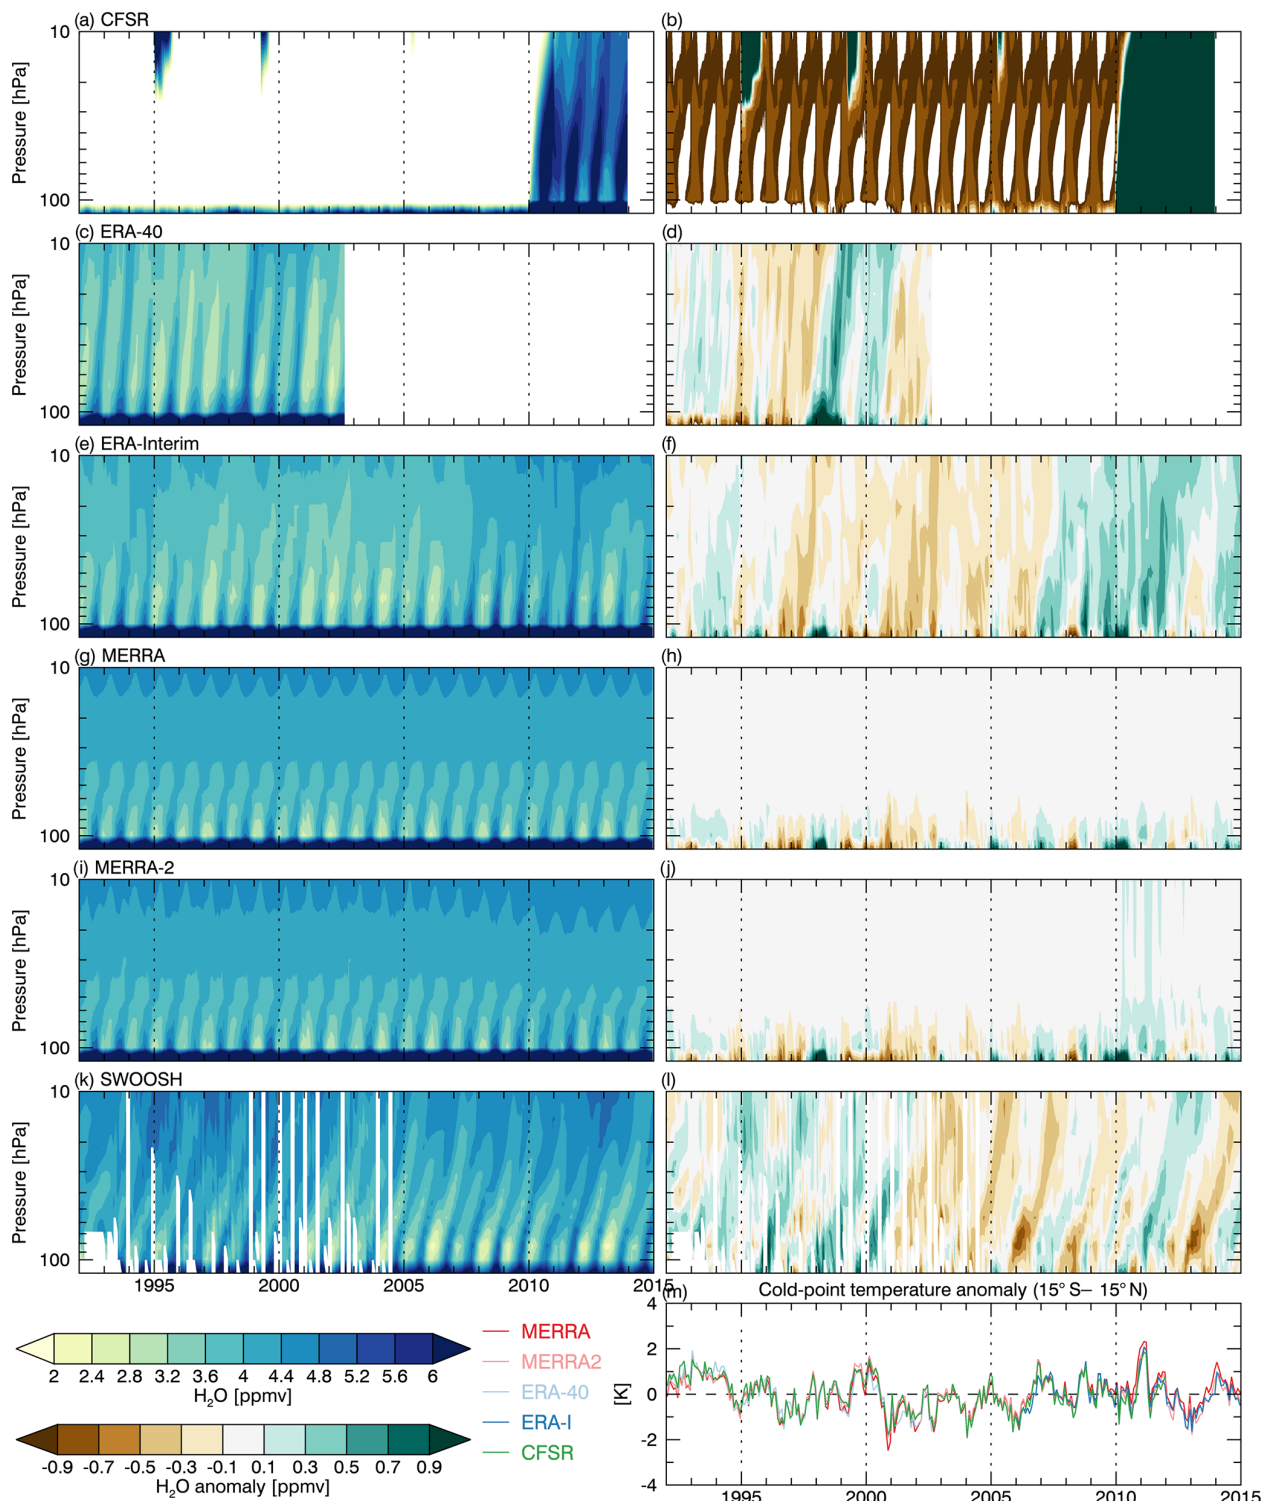 (a) CFSR
(b)
10
Pressure [hPa]
100
(c) ERA-40
(d)
10
Pressure [hPa]
100
(e) ERA-Interim
(f)
10
Pressure [hPa]
100
(g) MERRA
(h)
10
Pressure [hPa]
100
(i) MERRA-2
(j)
10
Pressure [hPa]
100
(k) SWOOSH
(l)
10
Pressure [hPa]
100
1995 2000 2005 2010 2015
(m) Cold-point temperature anomaly (15°S– 15°N)
4
2
0
-2
-4
[K]
1995 2000 2005 2010 2015
2 2.4 2.8 3.2 3.6 4 4.4 4.8 5.2 5.6 6
H₂O [ppmv]
-0.9 -0.7 -0.5 -0.3 -0.1 0.1 0.3 0.5 0.7 0.9
H₂O anomaly [ppmv]
MERRA
MERRA2
ERA-40
ERA-I
CFSR